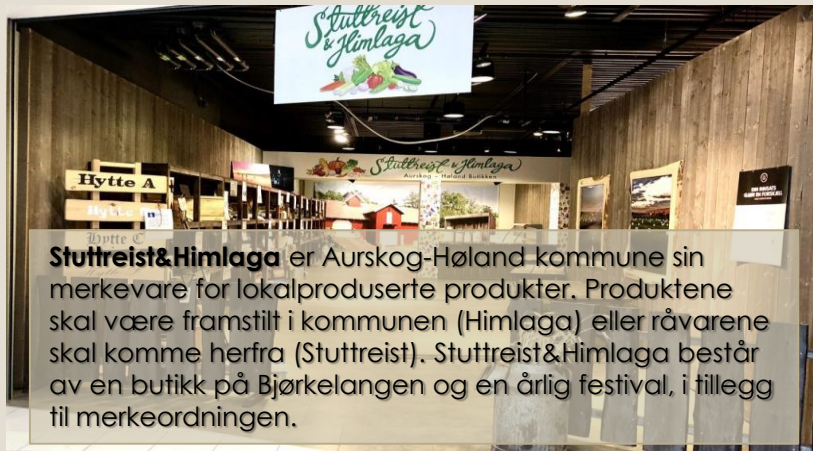 Stuttreist
& Himlaga
Stuttreist & Himlaga
Aurskog - Høland Butikken
Hytte A
Hytte C
Stuttreist&Himlaga er Aurskog-Høland kommune sin
merkevare for lokalproduserte produkter. Produktene
skal være framstilt i kommunen (Himlaga) eller råvarene
skal komme herfra (Stuttreist). Stuttreist&Himlaga består
av en butikk på Bjørkelangen og en årlig festival, i tillegg
til merkeordningen.